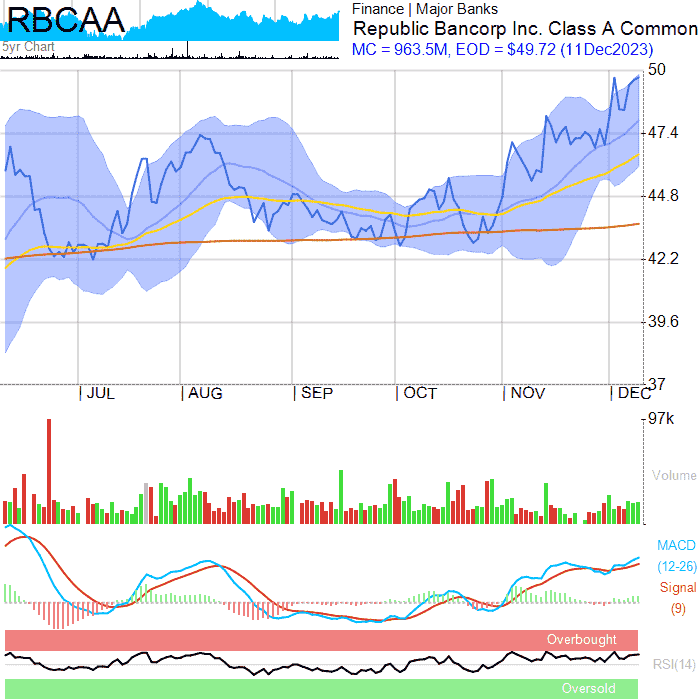 RBCAA
5yr Chart
Finance | Major Banks
Republic Bancorp Inc. Class A Common
MC = 963.5M, EOD = $49.72 (11Dec2023)
50
47.4
44.8
42.2
39.6
37
JUL AUG SEP OCT NOV DEC
97k
Volume
MACD
(12-26)
Signal
(9)
Overbought
RSI(14)
Oversold